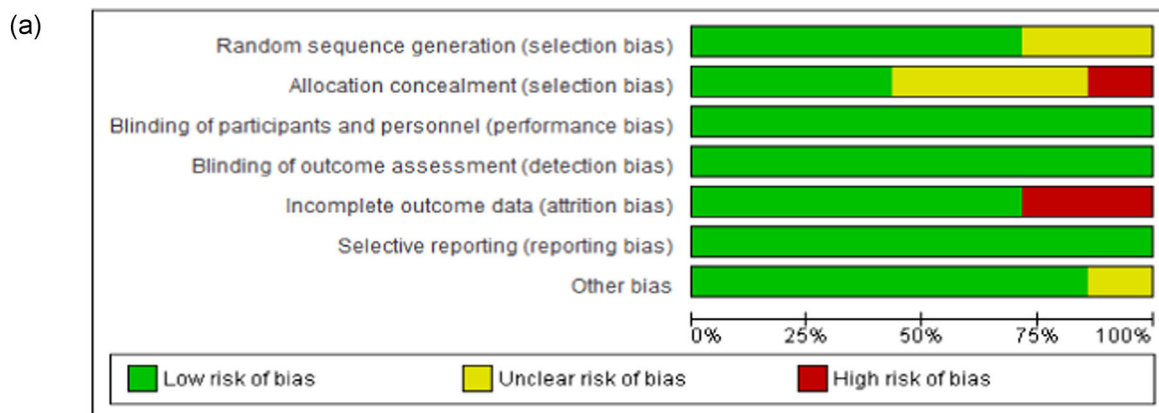 (a)
Random sequence generation (selection bias)
Allocation concealment (selection bias)
Blinding of participants and personnel (performance bias)
Blinding of outcome assessment (detection bias)
Incomplete outcome data (attrition bias)
Selective reporting (reporting bias)
Other bias
0% 25% 50% 75% 100%
Low risk of bias Unclear risk of bias High risk of bias